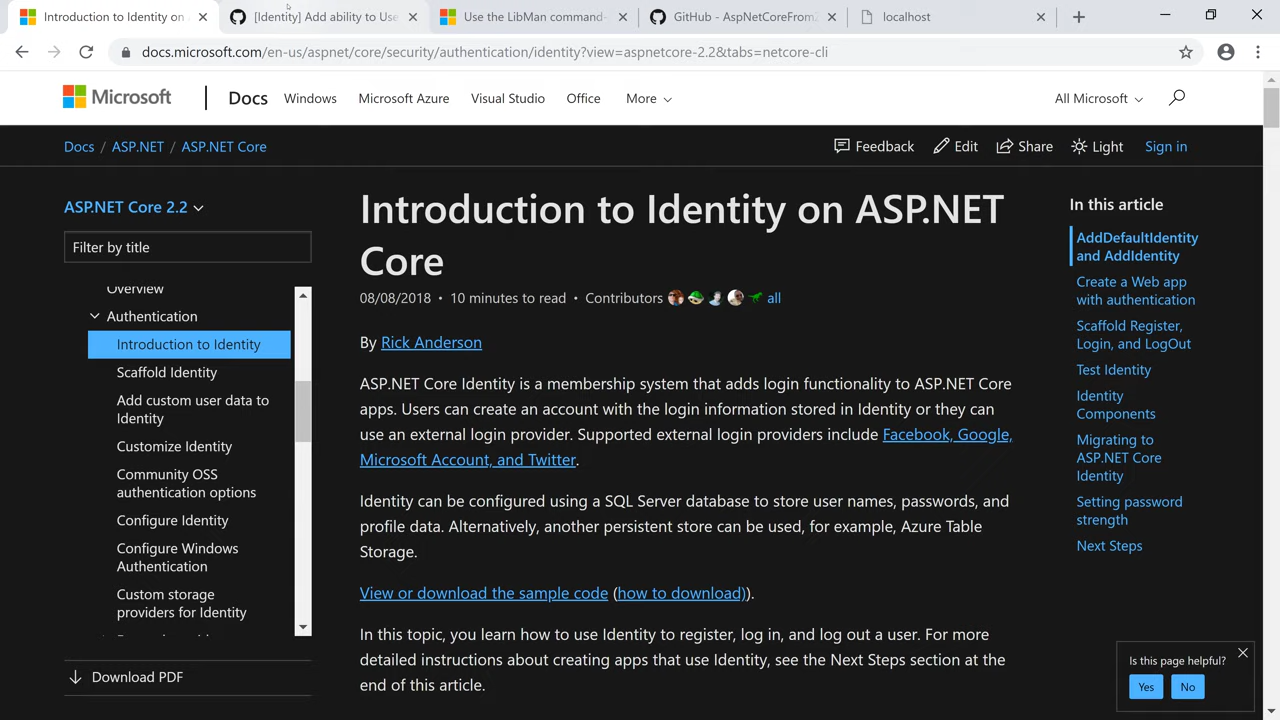 Introduction to Identity on
[Identity] Add ability to Use
Use the LibMan command-
GitHub - AspNetCoreFrom
localhost
docs.microsoft.com/en-us/aspnet/core/security/authentication/identity?view=aspnetcore-2.2&tabs=netcore-cli
Microsoft
Docs
Windows
Microsoft Azure
Visual Studio
Office
More
All Microsoft
Docs / ASP.NET / ASP.NET Core
Feedback
Edit
Share
Light
Sign in
ASP.NET Core 2.2
Filter by title
Overview
Authentication
Introduction to Identity
Scaffold Identity
Add custom user data to
Identity
Customize Identity
Community OSS
authentication options
Configure Identity
Configure Windows
Authentication
Custom storage
providers for Identity
Download PDF
Introduction to Identity on ASP.NET
Core
08/08/2018 • 10 minutes to read • Contributors all
By Rick Anderson
ASP.NET Core Identity is a membership system that adds login functionality to ASP.NET Core
apps. Users can create an account with the login information stored in Identity or they can
use an external login provider. Supported external login providers include Facebook, Google,
Microsoft Account, and Twitter.
Identity can be configured using a SQL Server database to store user names, passwords, and
profile data. Alternatively, another persistent store can be used, for example, Azure Table
Storage.
View or download the sample code (how to download)).
In this topic, you learn how to use Identity to register, log in, and log out a user. For more
detailed instructions about creating apps that use Identity, see the Next Steps section at the
end of this article.
In this article
AddDefaultIdentity
and AddIdentity
Create a Web app
with authentication
Scaffold Register,
Login, and LogOut
Test Identity
Identity
Components
Migrating to
ASP.NET Core
Identity
Setting password
strength
Next Steps
Is this page helpful?
Yes
No